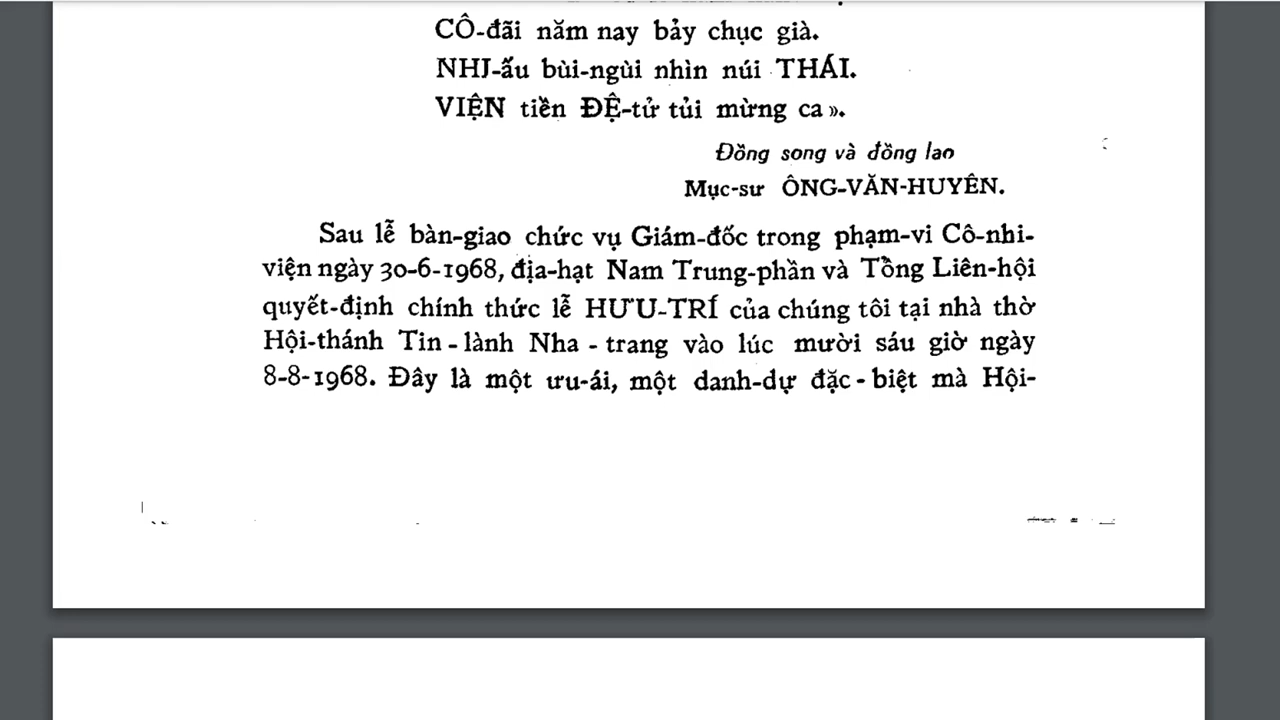 CÔ-đãi năm nay bảy chục già.
NHI-ấu bùi-ngùi nhìn núi THÁI.
VIỆN tiền ĐỆ-tử tủi mừng ca ».
Đồng song và đồng lao
Mục-sư ÔNG-VĂN-HUYÊN.
Sau lễ bàn-giao chức vụ Giám-đốc trong phạm-vi Cô-nhi-
viện ngày 30-6-1968, địa-hạt Nam Trung-phần và Tổng Liên-hội
quyết-định chính thức lễ HƯU-TRÍ của chúng tôi tại nhà thờ
Hội-thánh Tin - lành Nha - trang vào lúc mười sáu giờ ngày
8-8-1968. Đây là một ưu-ái, một danh-dự đặc - biệt mà Hội-